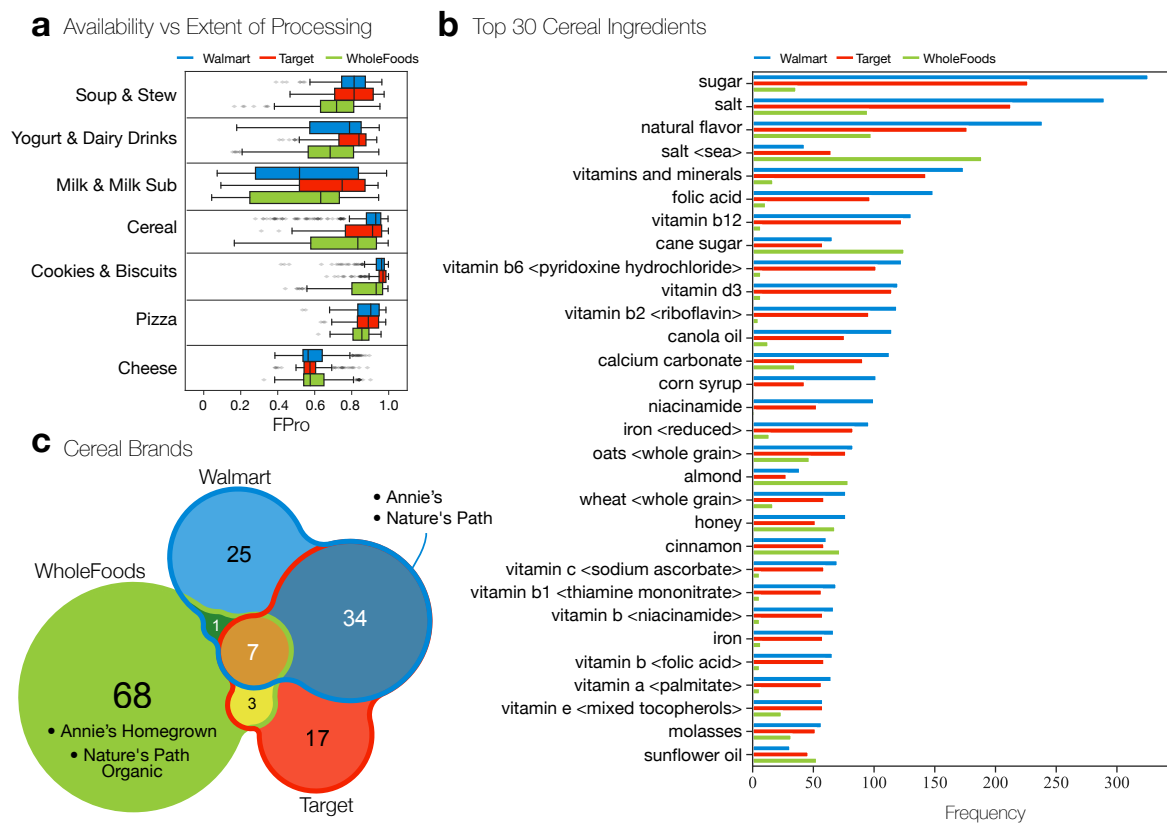 a Availability vs Extent of Processing
Walmart Target WholeFoods
Soup & Stew
Yogurt & Dairy Drinks
Milk & Milk Sub
Cereal
Cookies & Biscuits
Pizza
Cheese
0 0.2 0.4 0.6 0.8 1.0
FPro
b Top 30 Cereal Ingredients
Walmart Target WholeFoods
sugar
salt
natural flavor
salt <sea>
vitamins and minerals
folic acid
vitamin b12
cane sugar
vitamin b6 <pyridoxine hydrochloride>
vitamin d3
vitamin b2 <riboflavin>
canola oil
calcium carbonate
corn syrup
niacinamide
iron <reduced>
oats <whole grain>
almond
wheat <whole grain>
honey
cinnamon
vitamin c <sodium ascorbate>
vitamin b1 <thiamine mononitrate>
vitamin b <niacinamide>
iron
vitamin b <folic acid>
vitamin a <palmitate>
vitamin e <mixed tocopherols>
molasses
sunflower oil
0 50 100 150 200 250 300
Frequency
c Cereal Brands
Walmart
• Annie's
• Nature's Path
25
WholeFoods
34
1
7
68
3
• Annie's Homegrown
• Nature's Path
Organic
17
Target